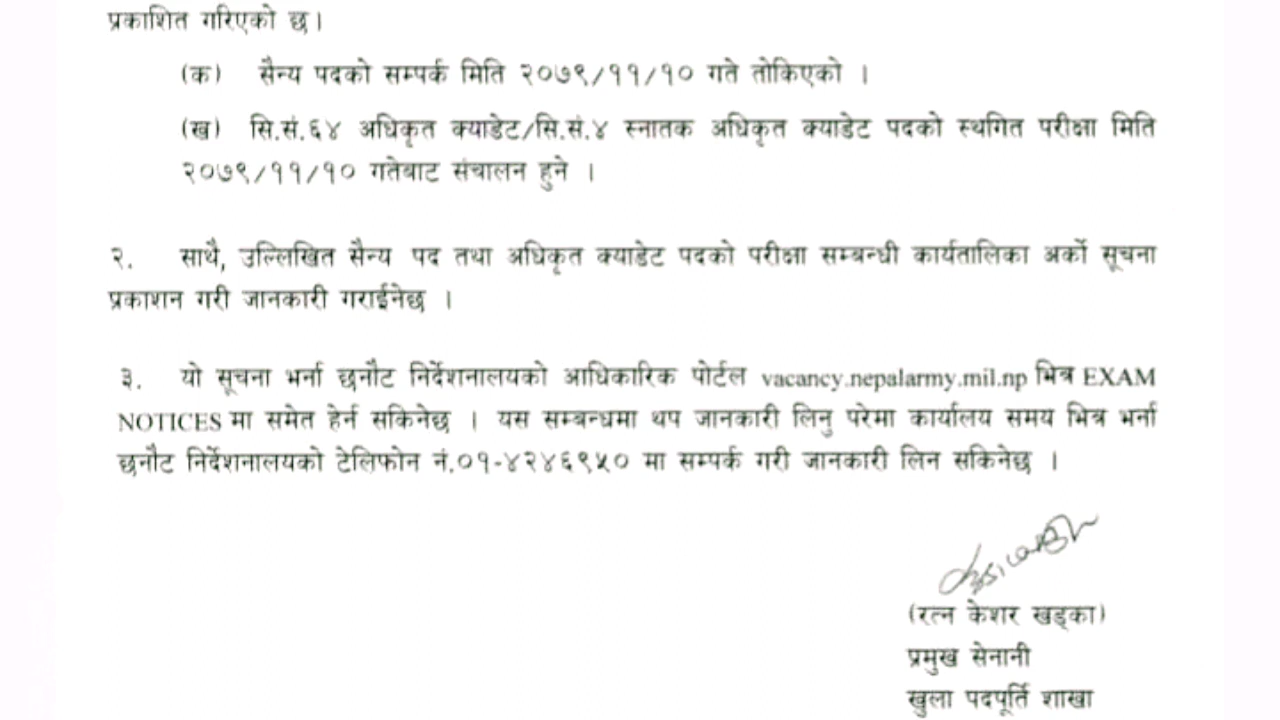 प्रकाशित गरिएको छ।
(क) सैन्य पदको सम्पर्क मिति २०७९/११/१० गते तोकिएको ।
(ख) सि.सं.६४ अधिकृत क्याडेट/सि.सं.४ स्नातक अधिकृत क्याडेट पदको स्थगित परीक्षा मिति
२०७९/११/१० गतेबाट संचालन हुने ।
२. साथै, उल्लिखित सैन्य पद तथा अधिकृत क्याडेट पदको परीक्षा सम्बन्धी कार्यतालिका अर्को सूचना
प्रकाशन गरी जानकारी गराईनेछ ।
३. यो सूचना भर्ना छनौट निर्देशनालयको आधिकारिक पोर्टल vacancy.nepalarmy.mil.np भित्र EXAM
NOTICES मा समेत हेर्न सकिनेछ । यस सम्बन्धमा थप जानकारी लिनु परेमा कार्यालय समय भित्र भर्ना
छनौट निर्देशनालयको टेलिफोन नं.०१-४२४६९५० मा सम्पर्क गरी जानकारी लिन सकिनेछ ।
(रत्न केशर खड्का)
प्रमुख सेनानी
खुला पदपूर्ति शाखा